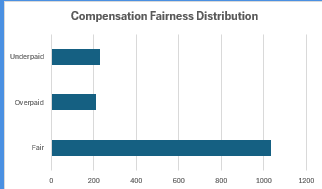 Compensation Fairness Distribution
Underpaid
Overpaid
Fair
0 200 400 600 800 1000 1200